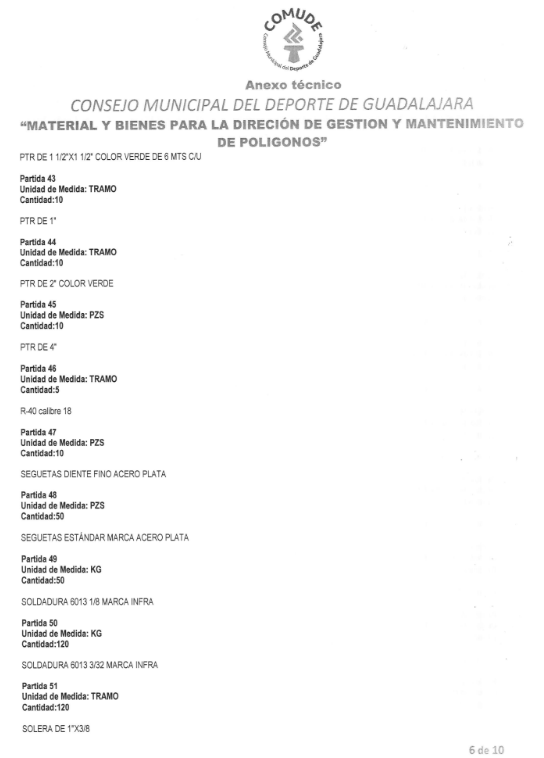 COMUDE
Consejo Municipal del Deporte de Guadalajara
Anexo técnico
CONSEJO MUNICIPAL DEL DEPORTE DE GUADALAJARA
“MATERIAL Y BIENES PARA LA DIRECIÓN DE GESTION Y MANTENIMIENTO
DE POLIGONOS”
PTR DE 1 1/2"X1 1/2" COLOR VERDE DE 6 MTS C/U
Partida 43
Unidad de Medida: TRAMO
Cantidad:10
PTR DE 1"
Partida 44
Unidad de Medida: TRAMO
Cantidad:10
PTR DE 2" COLOR VERDE
Partida 45
Unidad de Medida: PZS
Cantidad:10
PTR DE 4"
Partida 46
Unidad de Medida: TRAMO
Cantidad:5
R-40 calibre 18
Partida 47
Unidad de Medida: PZS
Cantidad:10
SEGUETAS DIENTE FINO ACERO PLATA
Partida 48
Unidad de Medida: PZS
Cantidad:50
SEGUETAS ESTÁNDAR MARCA ACERO PLATA
Partida 49
Unidad de Medida: KG
Cantidad:50
SOLDADURA 6013 1/8 MARCA INFRA
Partida 50
Unidad de Medida: KG
Cantidad:120
SOLDADURA 6013 3/32 MARCA INFRA
Partida 51
Unidad de Medida: TRAMO
Cantidad:120
SOLERA DE 1"X3/8
6 de 10